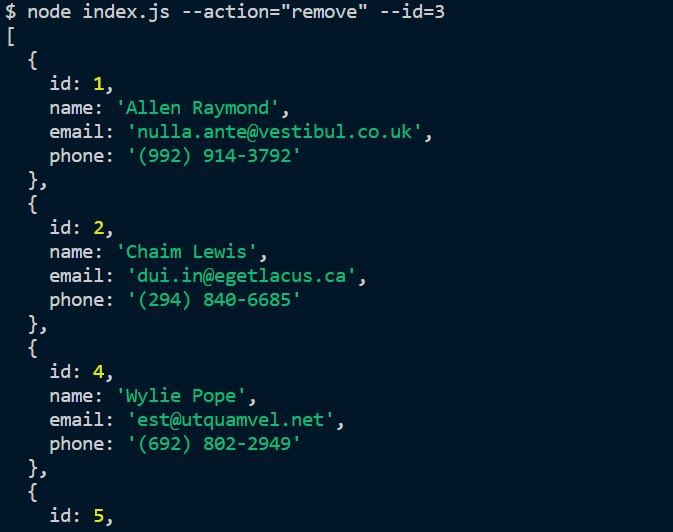 $ node index.js --action="remove" --id=3
[
  {
    id: 1,
    name: 'Allen Raymond',
    email: 'nulla.ante@vestibul.co.uk',
    phone: '(992) 914-3792'
  },
  {
    id: 2,
    name: 'Chaim Lewis',
    email: 'dui.in@egetlacus.ca',
    phone: '(294) 840-6685'
  },
  {
    id: 4,
    name: 'Wylie Pope',
    email: 'est@utquamvel.net',
    phone: '(692) 802-2949'
  },
  {
    id: 5,